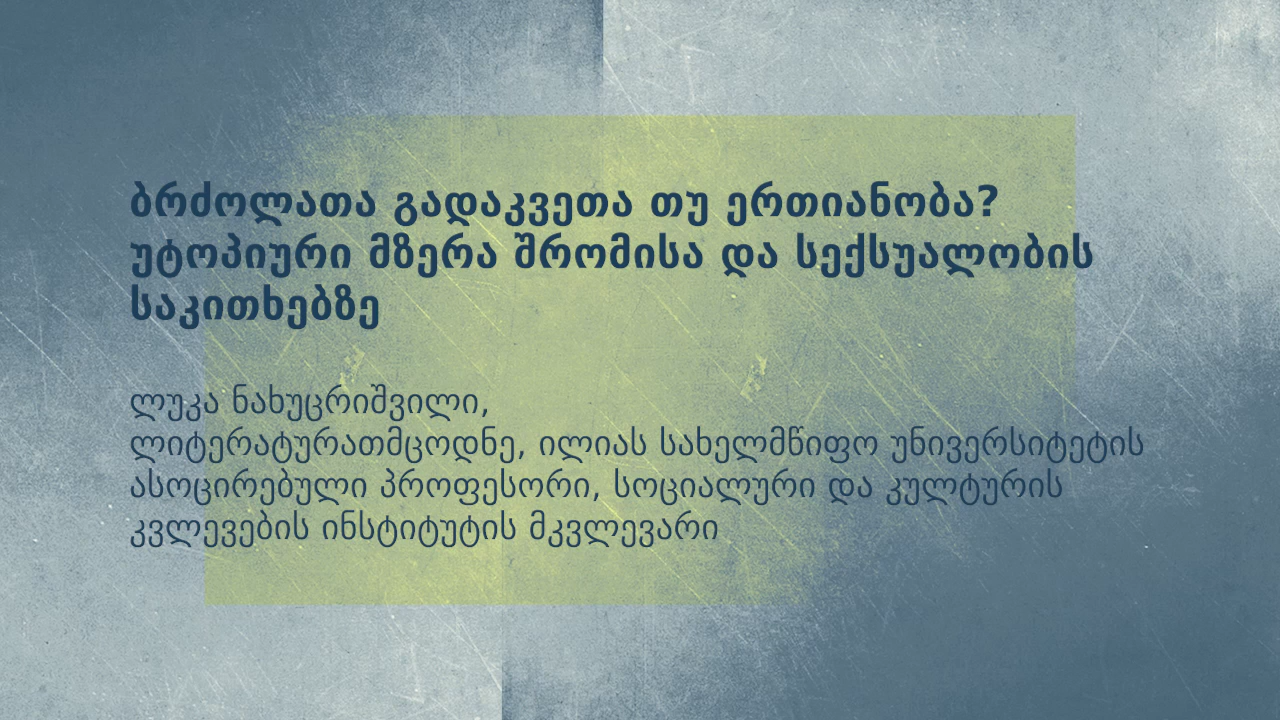 ბრძოლათა გადაკვეთა თუ ერთიანობა?
უტოპიური მზერა შრომისა და სექსუალობის
საკითხებზე
ლუკა ნახუცრიშვილი,
ლიტერატურათმცოდნე, ილიას სახელმწიფო უნივერსიტეტის
ასოცირებული პროფესორი, სოციალური და კულტურის
კვლევების ინსტიტუტის მკვლევარი